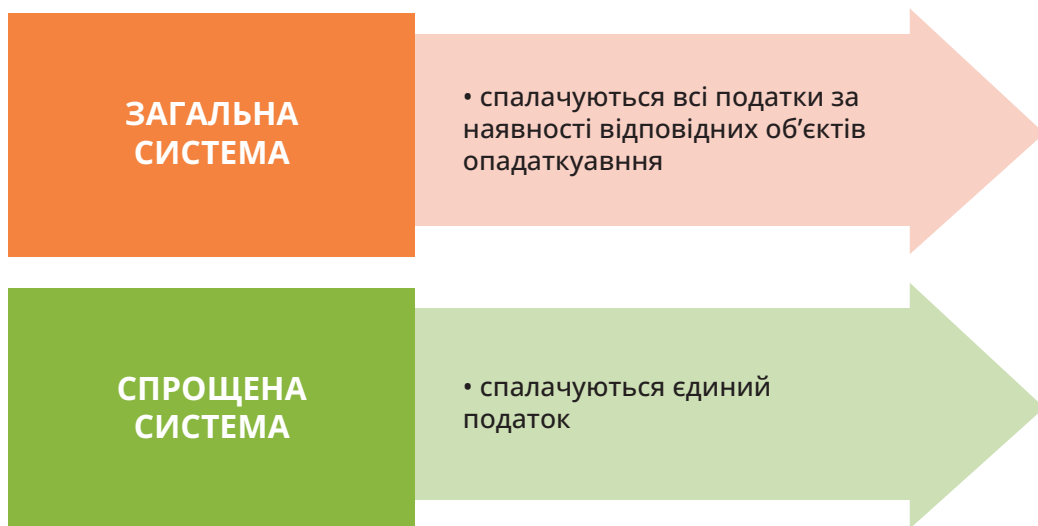 ЗАГАЛЬНА
СИСТЕМА
• спалачуються всі податки за
наявності відповідних об’єктів
опадаткуавння
СПРОЩЕНА
СИСТЕМА
• спалачуються єдиний
податок